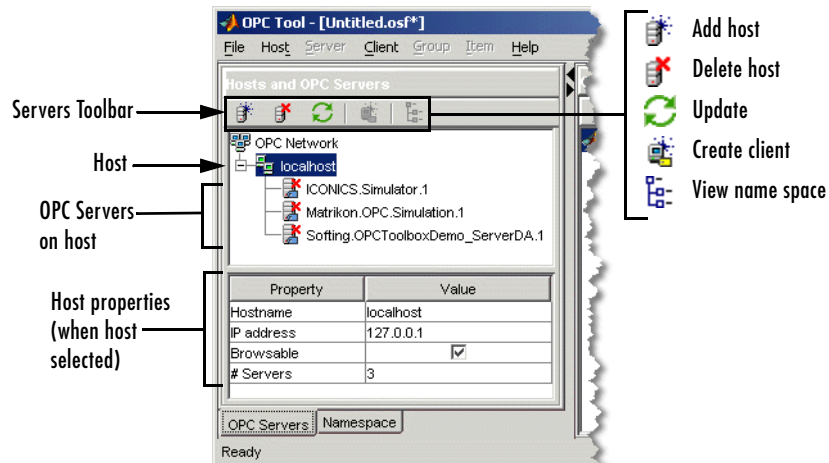 OPC Tool - [Untitled.osf*]
File Host Server Client Group Item Help
Hosts and OPC Servers
Servers Toolbar
OPC Network
Host
localhost
ICONICS.Simulator.1
OPC Servers
on host
Matrikon.OPC.Simulation.1
Softing.OPCToolboxDemo_ServerDA.1
Host properties
(when host
selected)
Property Value
Hostname localhost
IP address 127.0.0.1
Browsable
# Servers 3
OPC Servers Namespace
Ready
Add host
Delete host
Update
Create client
View name space